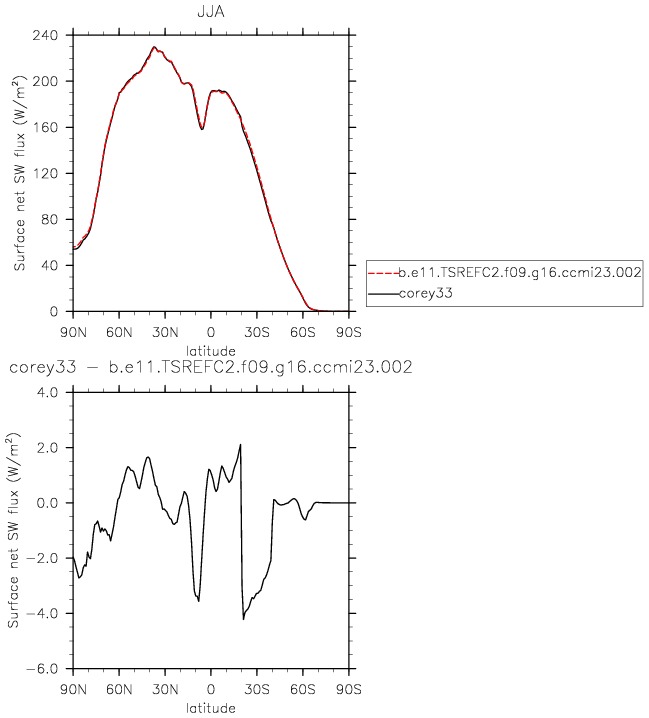 JJA
240
200
160
120
80
40
0
Surface net SW flux (W/m²)
90N 60N 30N 0 30S 60S 90S
latitude
b.e11.TSREFC2.f09.g16.ccmi23.002
corey33
corey33 − b.e11.TSREFC2.f09.g16.ccmi23.002
4.0
2.0
0.0
−2.0
−4.0
−6.0
Surface net SW flux (W/m²)
90N 60N 30N 0 30S 60S 90S
latitude